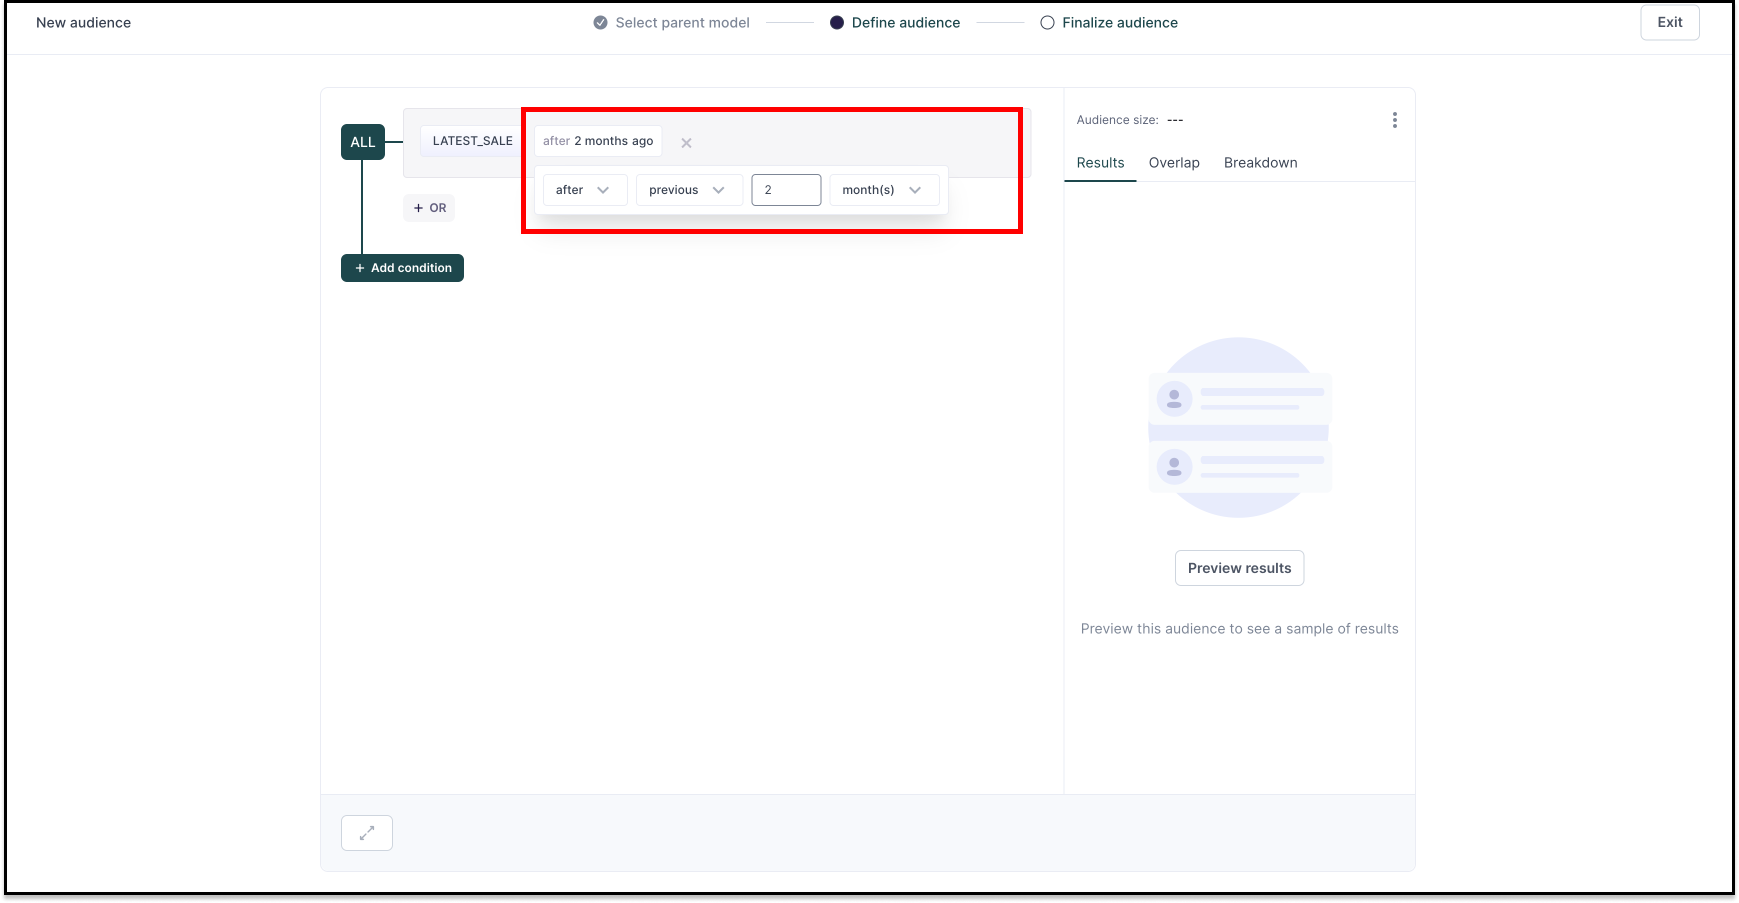 New audience
Select parent model
Define audience
Finalize audience
Exit
ALL
LATEST_SALE
after 2 months ago
after
previous
2
month(s)
+ OR
+ Add condition
Audience size: ---
Results
Overlap
Breakdown
Preview results
Preview this audience to see a sample of results